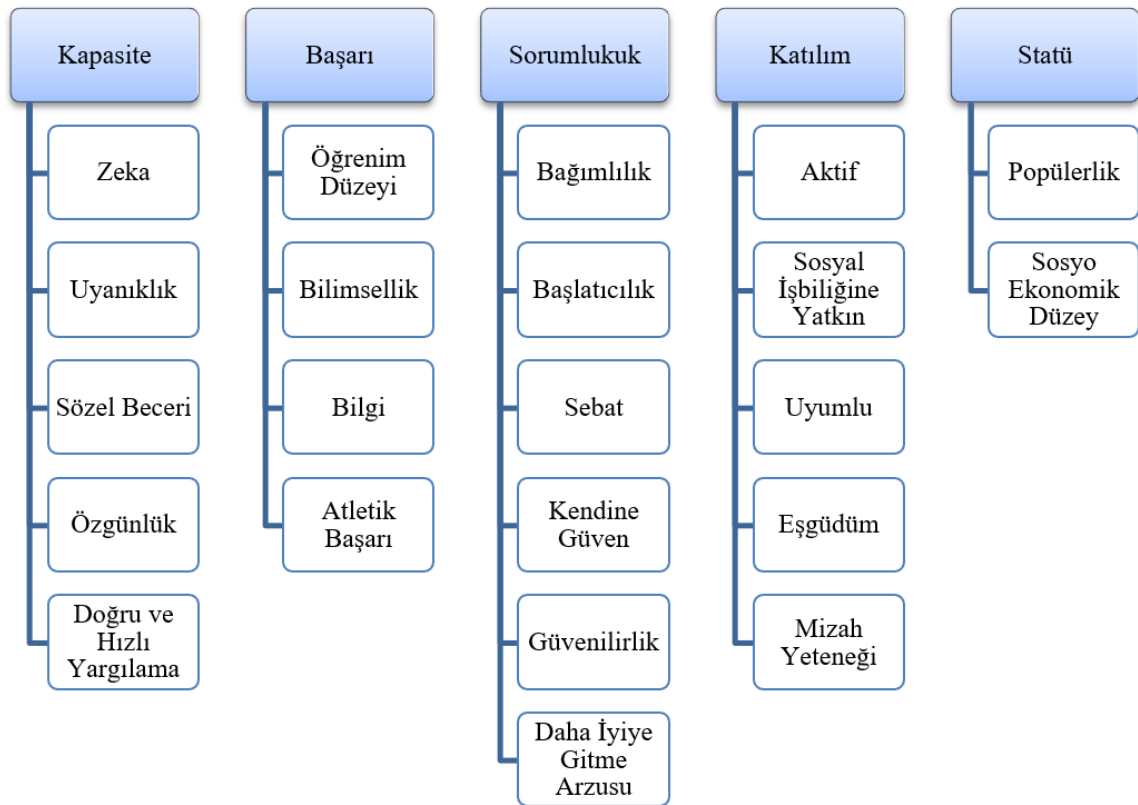 Kapasite
Zeka
Uyanıklık
Sözel Beceri
Özgünlük
Doğru ve
Hızlı
Yargılama
Başarı
Öğrenim
Düzeyi
Bilimsellik
Bilgi
Atletik
Başarı
Sorumlukuk
Bağımlılık
Başlatıcılık
Sebat
Kendine
Güven
Güvenilirlik
Daha İyiye
Gitme
Arzusu
Katılım
Aktif
Sosyal
İşbiliğine
Yatkın
Uyumlu
Eşgüdüm
Mizah
Yeteneği
Statü
Popülerlik
Sosyo
Ekonomik
Düzey